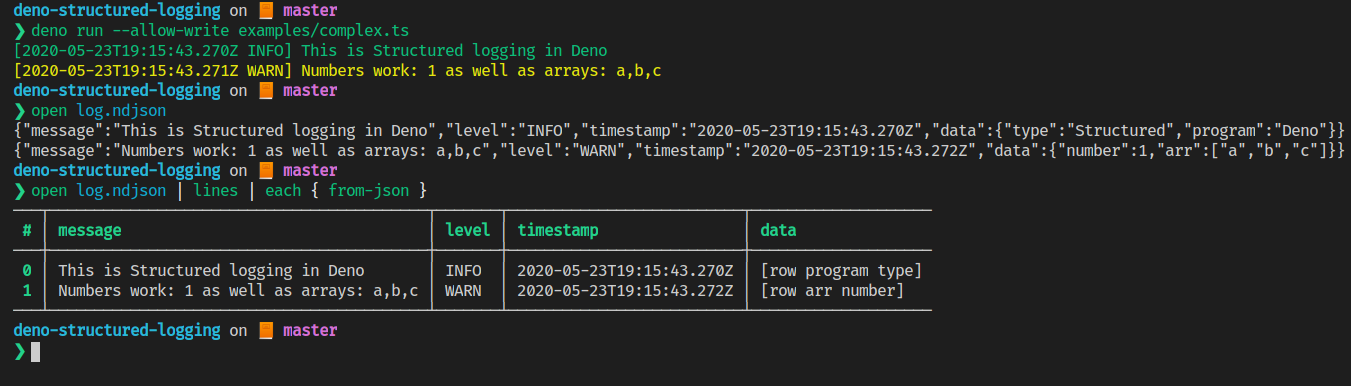 deno-structured-logging on 📙 master
❯ deno run --allow-write examples/complex.ts
[2020-05-23T19:15:43.270Z INFO] This is Structured logging in Deno
[2020-05-23T19:15:43.271Z WARN] Numbers work: 1 as well as arrays: a,b,c
deno-structured-logging on 📙 master
❯ open log.ndjson
{"message":"This is Structured logging in Deno","level":"INFO","timestamp":"2020-05-23T19:15:43.270Z","data":{"type":"Structured","program":"Deno"}}
{"message":"Numbers work: 1 as well as arrays: a,b,c","level":"WARN","timestamp":"2020-05-23T19:15:43.272Z","data":{"number":1,"arr":["a","b","c"]}}
deno-structured-logging on 📙 master
❯ open log.ndjson | lines | each { from-json }
# │ message │ level │ timestamp │ data
0 │ This is Structured logging in Deno │ INFO │ 2020-05-23T19:15:43.270Z │ [row program type]
1 │ Numbers work: 1 as well as arrays: a,b,c │ WARN │ 2020-05-23T19:15:43.272Z │ [row arr number]
deno-structured-logging on 📙 master
❯